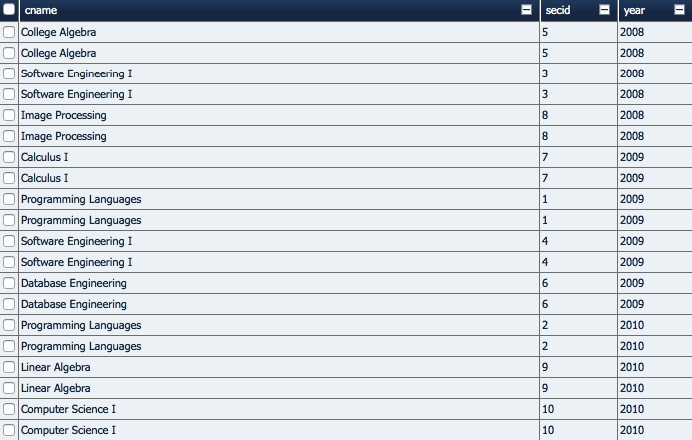 cname secid year
College Algebra 5 2008
College Algebra 5 2008
Software Engineering I 3 2008
Software Engineering I 3 2008
Image Processing 8 2008
Image Processing 8 2008
Calculus I 7 2009
Calculus I 7 2009
Programming Languages 1 2009
Programming Languages 1 2009
Software Engineering I 4 2009
Software Engineering I 4 2009
Database Engineering 6 2009
Database Engineering 6 2009
Programming Languages 2 2010
Programming Languages 2 2010
Linear Algebra 9 2010
Linear Algebra 9 2010
Computer Science I 10 2010
Computer Science I 10 2010